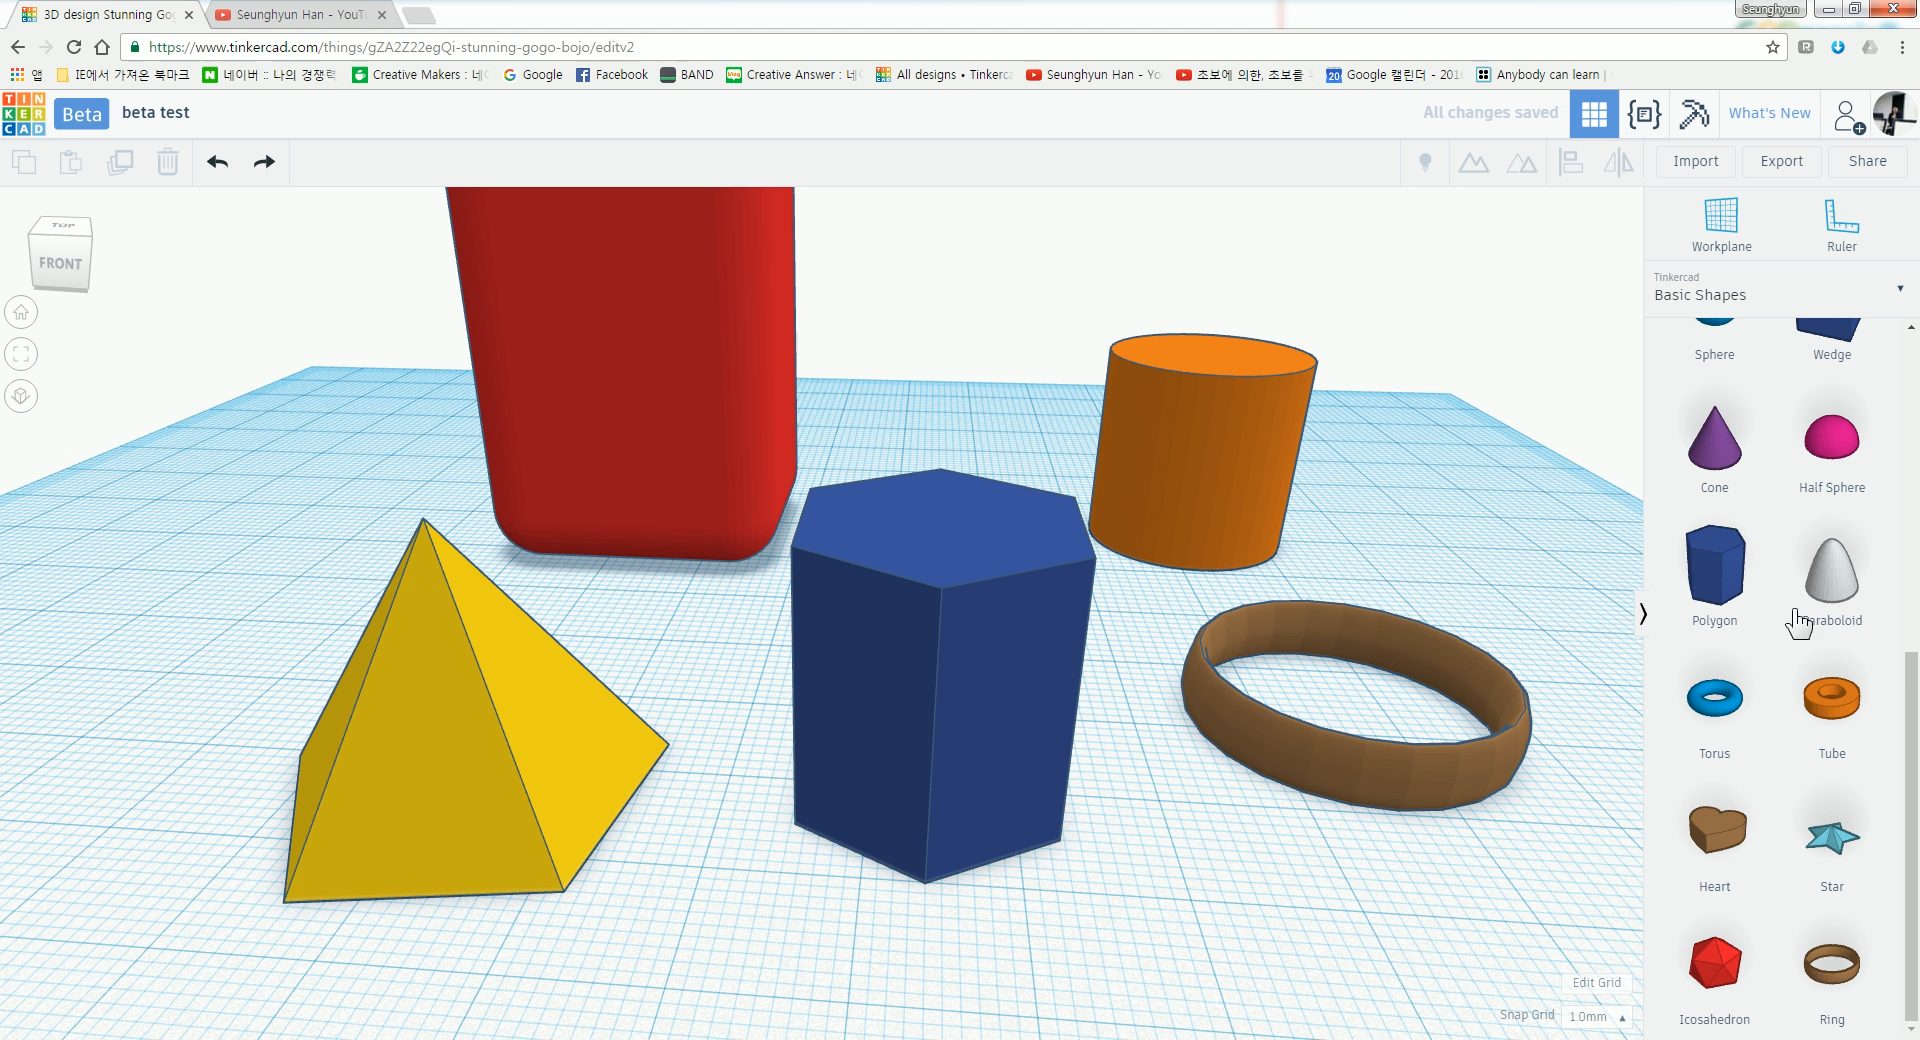 3D design Stunning Go
Seunghyun Han - YouT
Seunghyun
https://www.tinkercad.com/things/gZA2Z22egQi-stunning-gogo-bojo/editv2
앱
IE에서 가져온 북마크
네이버 :: 나의 경쟁력
Creative Makers : 네
Google
Facebook
BAND
Creative Answer : 네
All designs • Tinkerca
Seunghyun Han - Yo
초보에 의한, 초보를
Google 캘린더 - 201
Anybody can learn |
TIN
KER
CAD
Beta
beta test
All changes saved
What's New
Import
Export
Share
TOP
FRONT
Workplane
Ruler
Tinkercad
Basic Shapes
Sphere
Wedge
Cone
Half Sphere
Polygon
araboloid
Torus
Tube
Heart
Star
Icosahedron
Ring
Edit Grid
Snap Grid
1.0mm